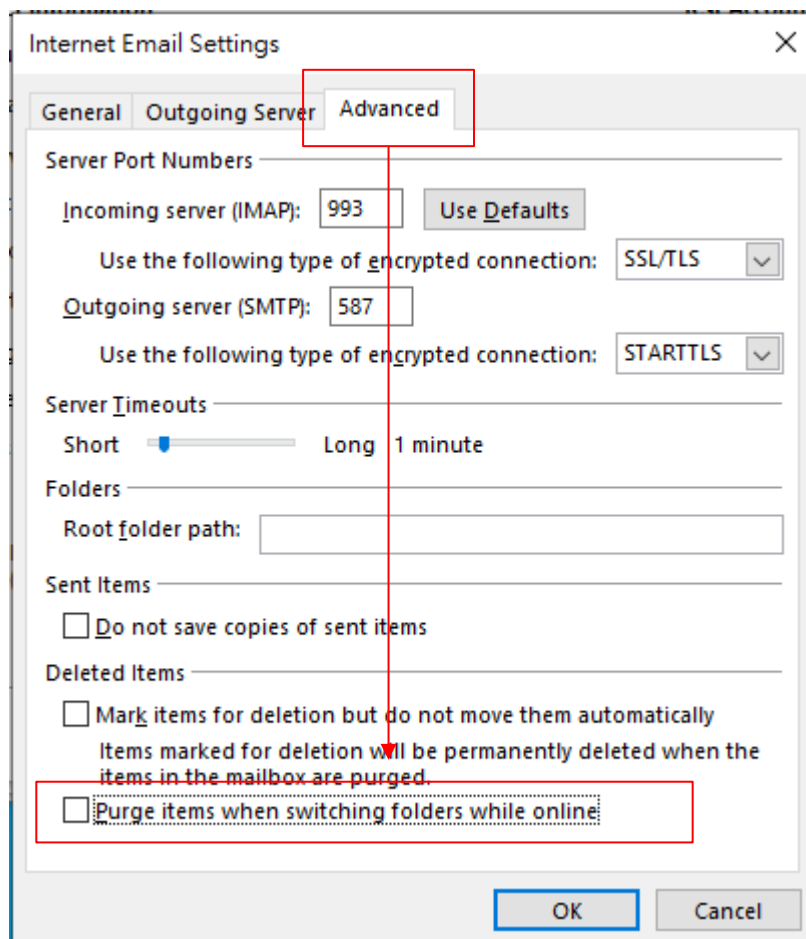 Internet Email Settings
General Outgoing Server Advanced
Server Port Numbers
Incoming server (IMAP): 993 Use Defaults
Use the following type of encrypted connection: SSL/TLS
Outgoing server (SMTP): 587
Use the following type of encrypted connection: STARTTLS
Server Timeouts
Short Long 1 minute
Folders
Root folder path:
Sent Items
Do not save copies of sent items
Deleted Items
Mark items for deletion but do not move them automatically
Items marked for deletion will be permanently deleted when the
items in the mailbox are purged.
Purge items when switching folders while online
OK Cancel